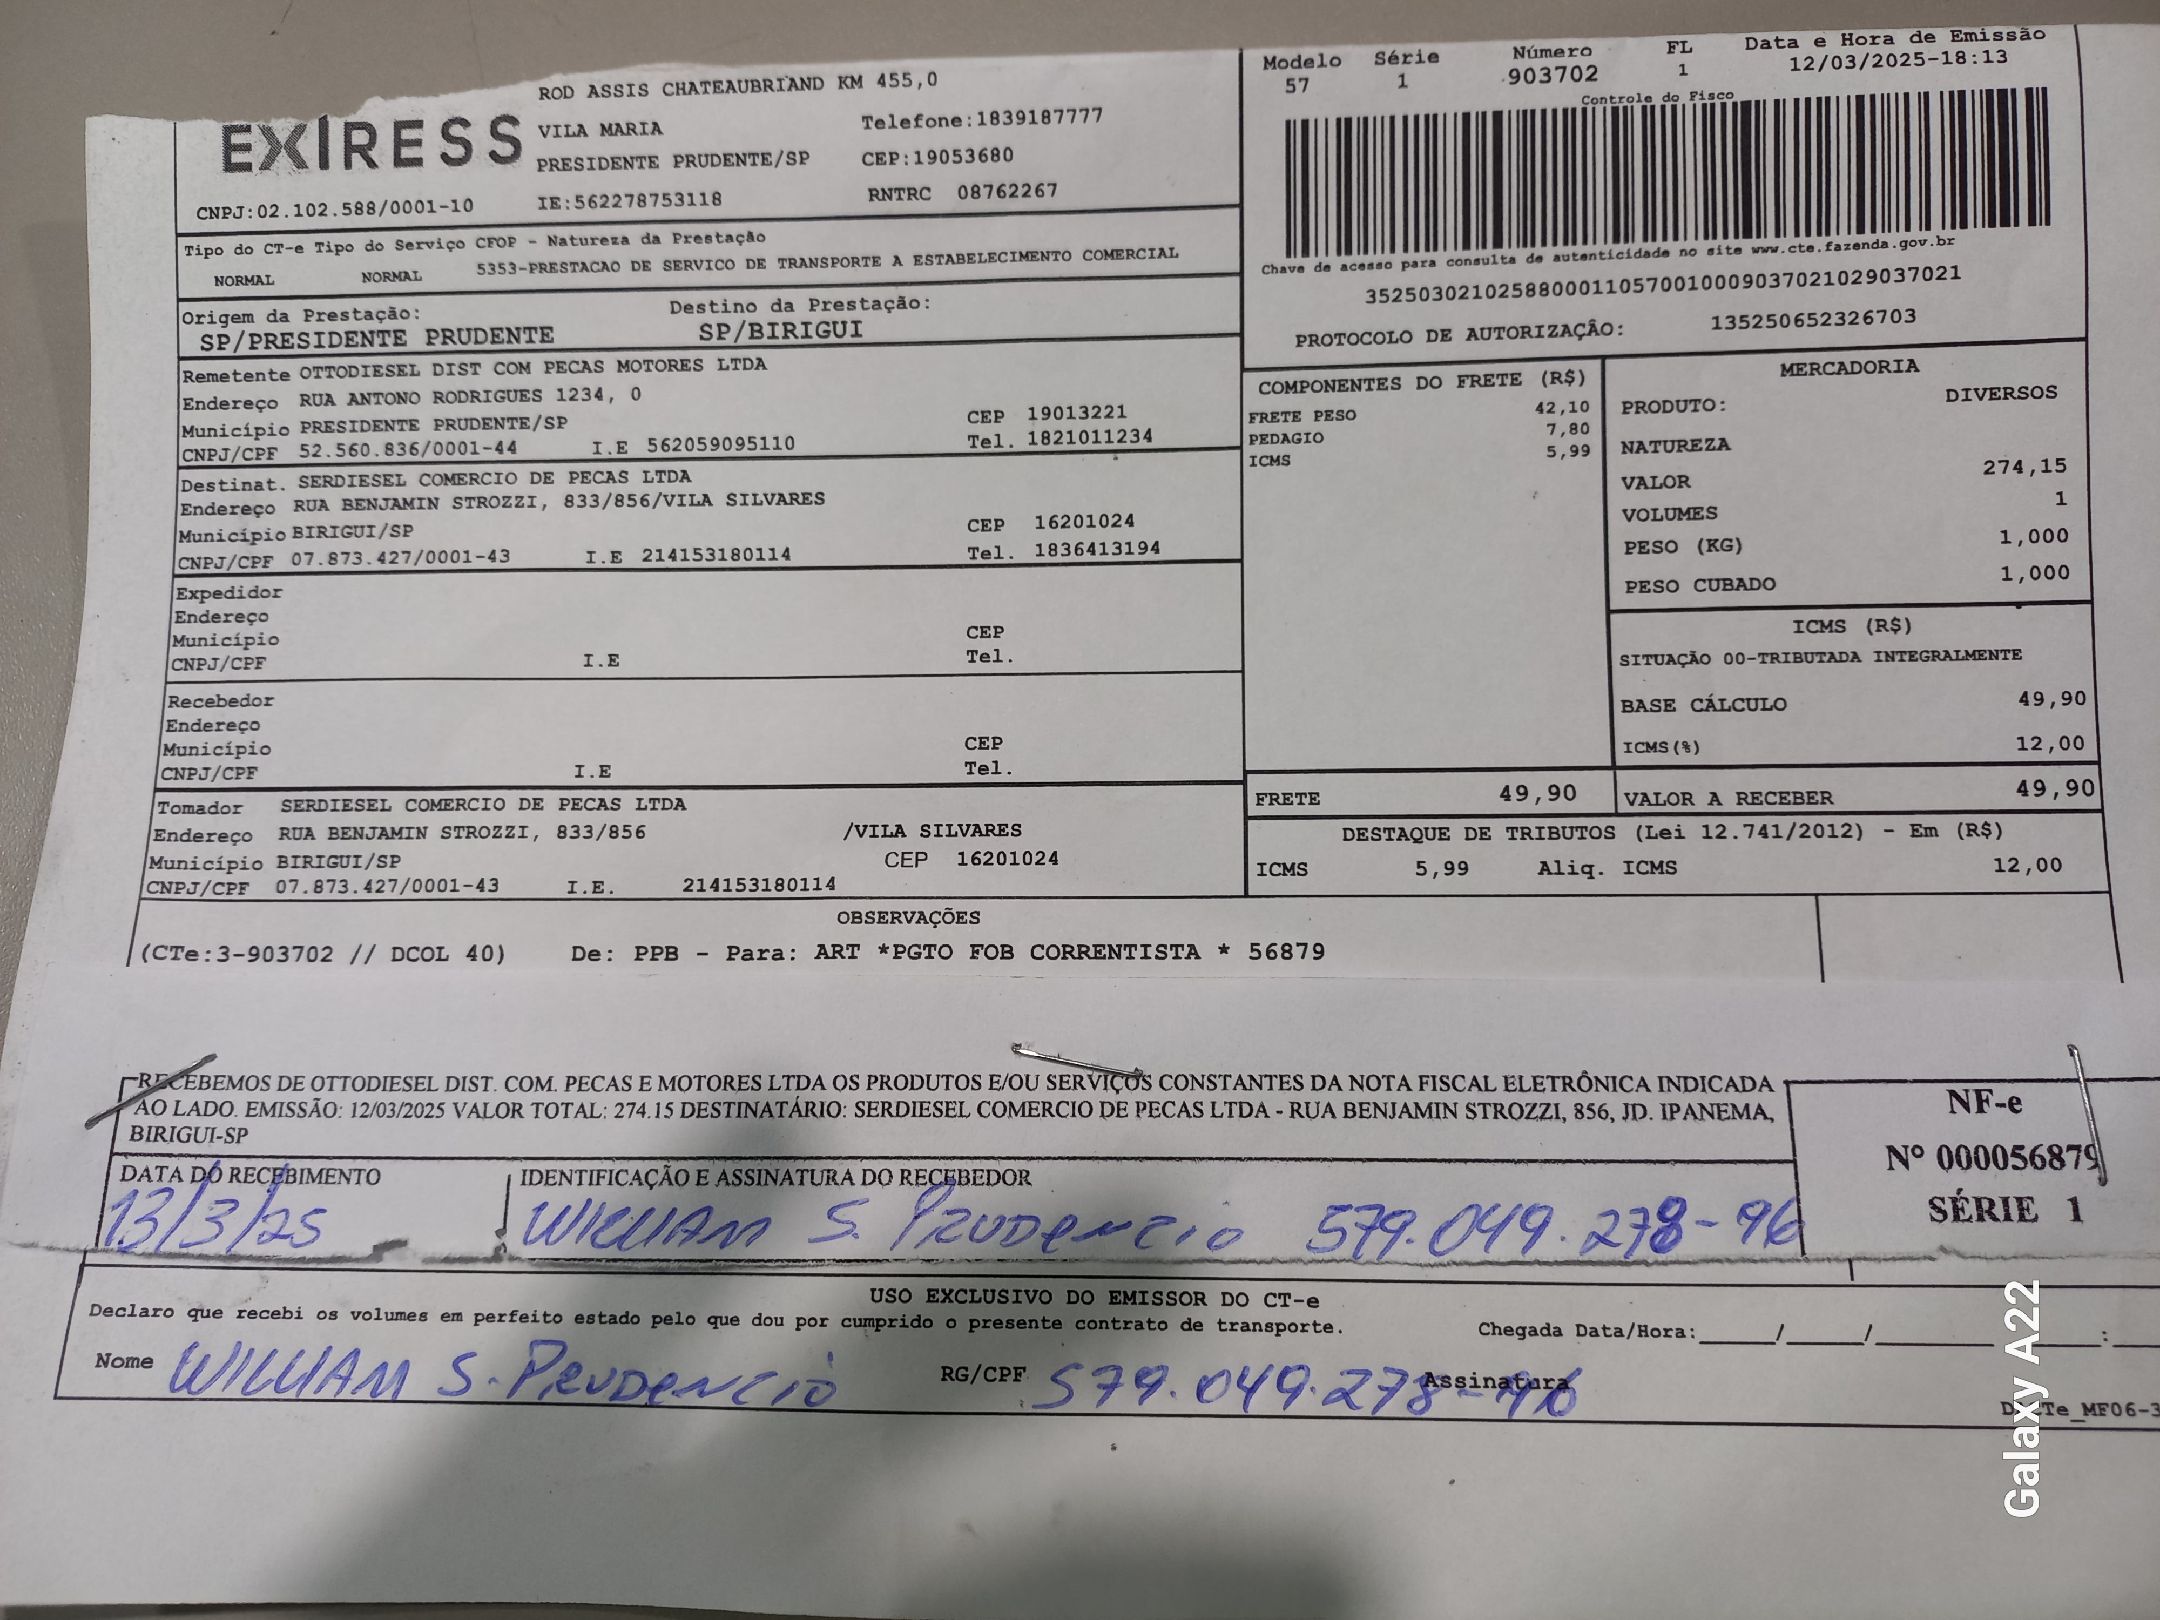 EXIRESS
ROD ASSIS CHATEAUBRIAND KM 455,0
VILA MARIA Telefone:1839187777
PRESIDENTE PRUDENTE/SP CEP:19053680
CNPJ:02.102.588/0001-10 IE:562278753118 RNTRC 08762267
Modelo Série Número FL Data e Hora de Emissão
57 1 903702 1 12/03/2025-18:13
Controle do Fisco
Chave de acesso para consulta de autenticidade no site www.cte.fazenda.gov.br
35250302102588000110570010009037021029037021
PROTOCOLO DE AUTORIZAÇÃO: 135250652326703
Tipo do CT-e Tipo do Serviço CFOP - Natureza da Prestação
NORMAL NORMAL 5353-PRESTACAO DE SERVICO DE TRANSPORTE A ESTABELECIMENTO COMERCIAL
Origem da Prestação: Destino da Prestação:
SP/PRESIDENTE PRUDENTE SP/BIRIGUI
Remetente OTTODIESEL DIST COM PECAS MOTORES LTDA
Endereço RUA ANTONO RODRIGUES 1234, 0
Município PRESIDENTE PRUDENTE/SP CEP 19013221
CNPJ/CPF 52.560.836/0001-44 I.E 562059095110 Tel. 1821011234
Destinat. SERDIESEL COMERCIO DE PECAS LTDA
Endereço RUA BENJAMIN STROZZI, 833/856/VILA SILVARES
Município BIRIGUI/SP CEP 16201024
CNPJ/CPF 07.873.427/0001-43 I.E 214153180114 Tel. 1836413194
Expedidor
Endereço
Município CEP
CNPJ/CPF I.E Tel.
Recebedor
Endereço
Município CEP
CNPJ/CPF I.E Tel.
Tomador SERDIESEL COMERCIO DE PECAS LTDA
Endereço RUA BENJAMIN STROZZI, 833/856 /VILA SILVARES
Município BIRIGUI/SP CEP 16201024
CNPJ/CPF 07.873.427/0001-43 I.E. 214153180114
COMPONENTES DO FRETE (R$)
FRETE PESO 42,10
PEDAGIO 7,80
ICMS 5,99
MERCADORIA
PRODUTO: DIVERSOS
NATUREZA
VALOR 274,15
VOLUMES 1
PESO (KG) 1,000
PESO CUBADO 1,000
ICMS (R$)
SITUAÇÃO 00-TRIBUTADA INTEGRALMENTE
BASE CÁLCULO 49,90
ICMS(%) 12,00
FRETE 49,90 VALOR A RECEBER 49,90
DESTAQUE DE TRIBUTOS (Lei 12.741/2012) - Em (R$)
ICMS 5,99 Aliq. ICMS 12,00
OBSERVAÇÕES
(CTe:3-903702 // DCOL 40) De: PPB - Para: ART *PGTO FOB CORRENTISTA * 56879
RECEBEMOS DE OTTODIESEL DIST. COM. PECAS E MOTORES LTDA OS PRODUTOS E/OU SERVIÇOS CONSTANTES DA NOTA FISCAL ELETRÔNICA INDICADA
AO LADO. EMISSÃO: 12/03/2025 VALOR TOTAL: 274.15 DESTINATÁRIO: SERDIESEL COMERCIO DE PECAS LTDA - RUA BENJAMIN STROZZI, 856, JD. IPANEMA,
BIRIGUI-SP
NF-e
Nº 000056879
SÉRIE 1
DATA DO RECEBIMENTO IDENTIFICAÇÃO E ASSINATURA DO RECEBEDOR
13/3/25 WILLIAM S. PRUDENCIO 579.049.278-96
USO EXCLUSIVO DO EMISSOR DO CT-e
Declaro que recebi os volumes em perfeito estado pelo que dou por cumprido o presente contrato de transporte. Chegada Data/Hora:_____/_____/_________:
Nome WILLIAM S. PRUDENCIO RG/CPF 579.049.278-96 Assinatura
Galaxy A22